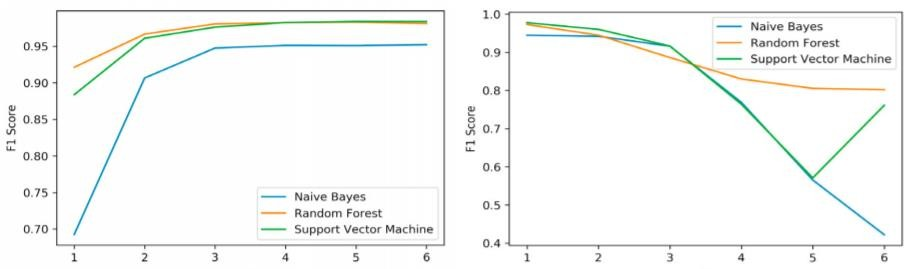 0.95
0.90
0.85
0.80
0.75
0.70
F1 Score
Naive Bayes
Random Forest
Support Vector Machine
1 2 3 4 5 6
1.0
0.9
0.8
0.7
0.6
0.5
0.4
F1 Score
Naive Bayes
Random Forest
Support Vector Machine
1 2 3 4 5 6